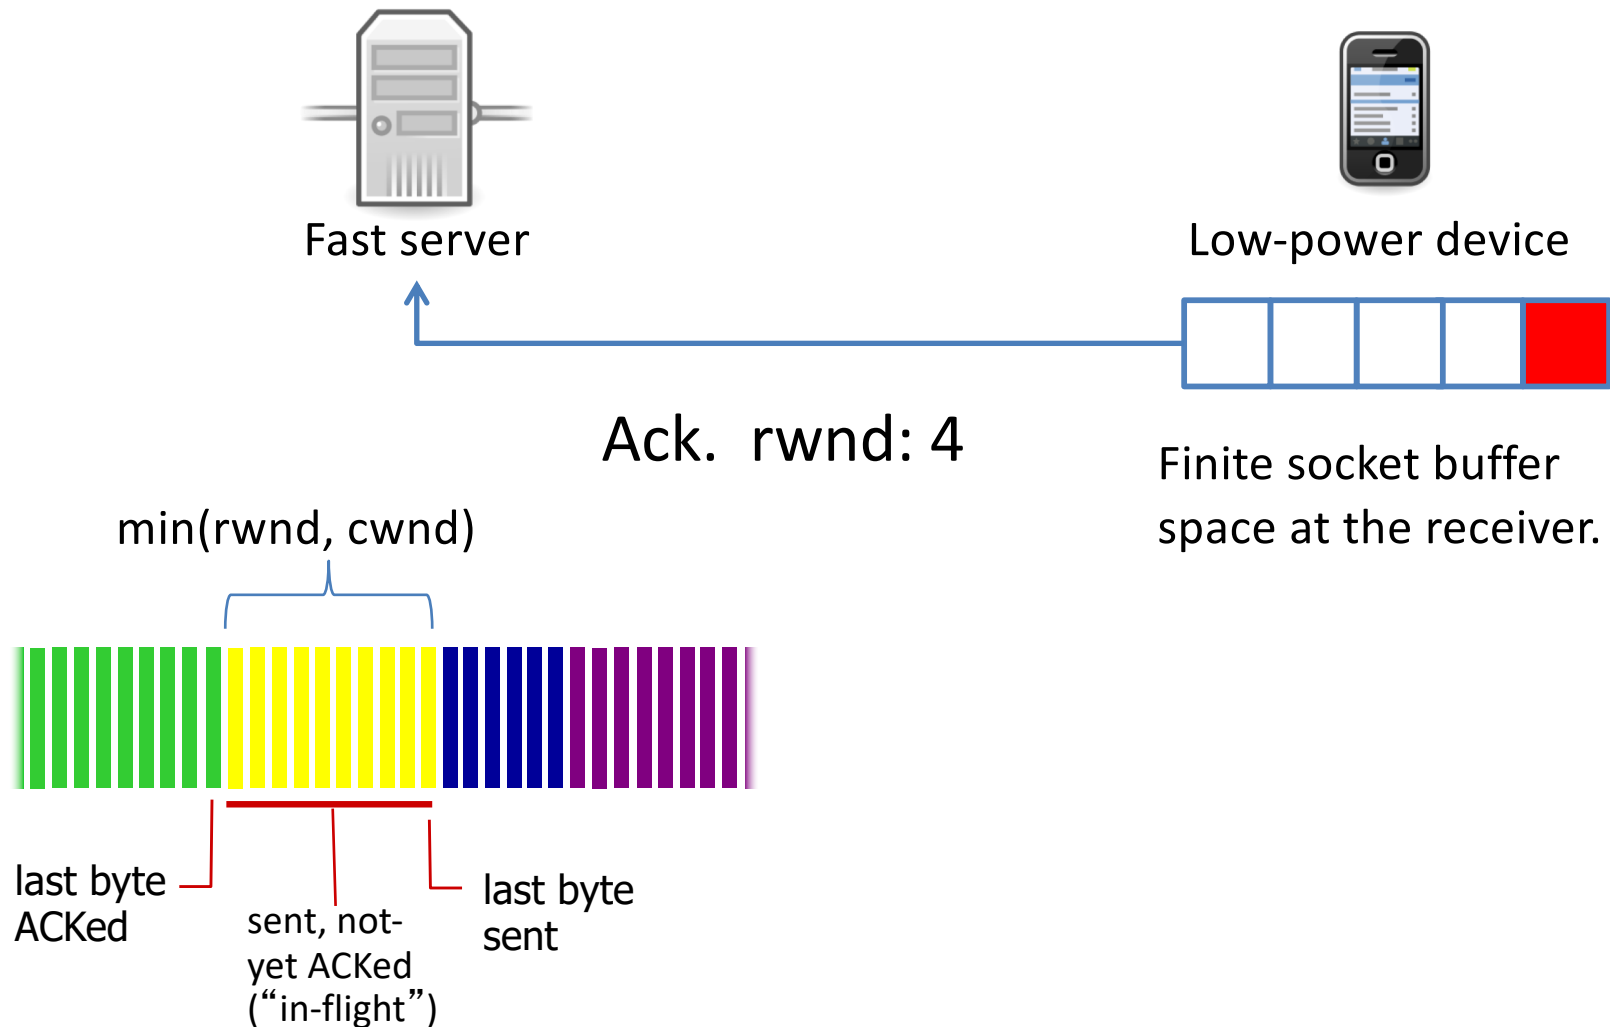 Fast server
Low-power device
Ack.  rwnd: 4
Finite socket buffer
space at the receiver.
min(rwnd, cwnd)
last byte
ACKed
sent, not-
yet ACKed
(“in-flight”)
last byte
sent